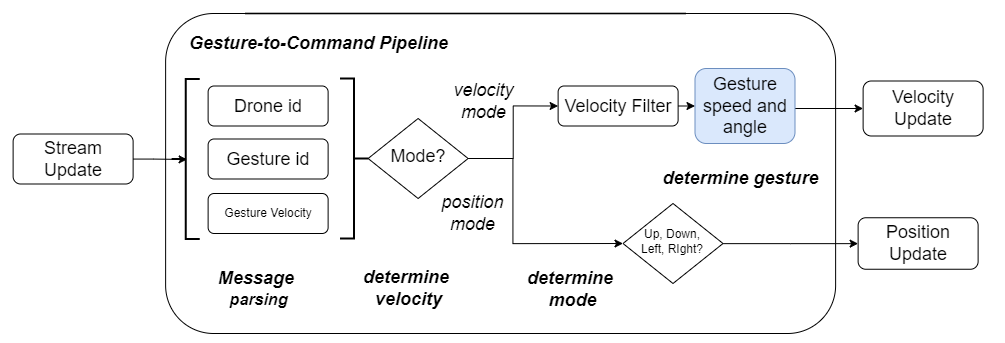 Gesture-to-Command Pipeline
Stream
Update
Drone id
Gesture id
Gesture Velocity
Mode?
velocity
mode
position
mode
Velocity Filter
Gesture
speed and
angle
Velocity
Update
determine gesture
Up, Down,
Left, RIght?
Position
Update
Message
parsing
determine
velocity
determine
mode